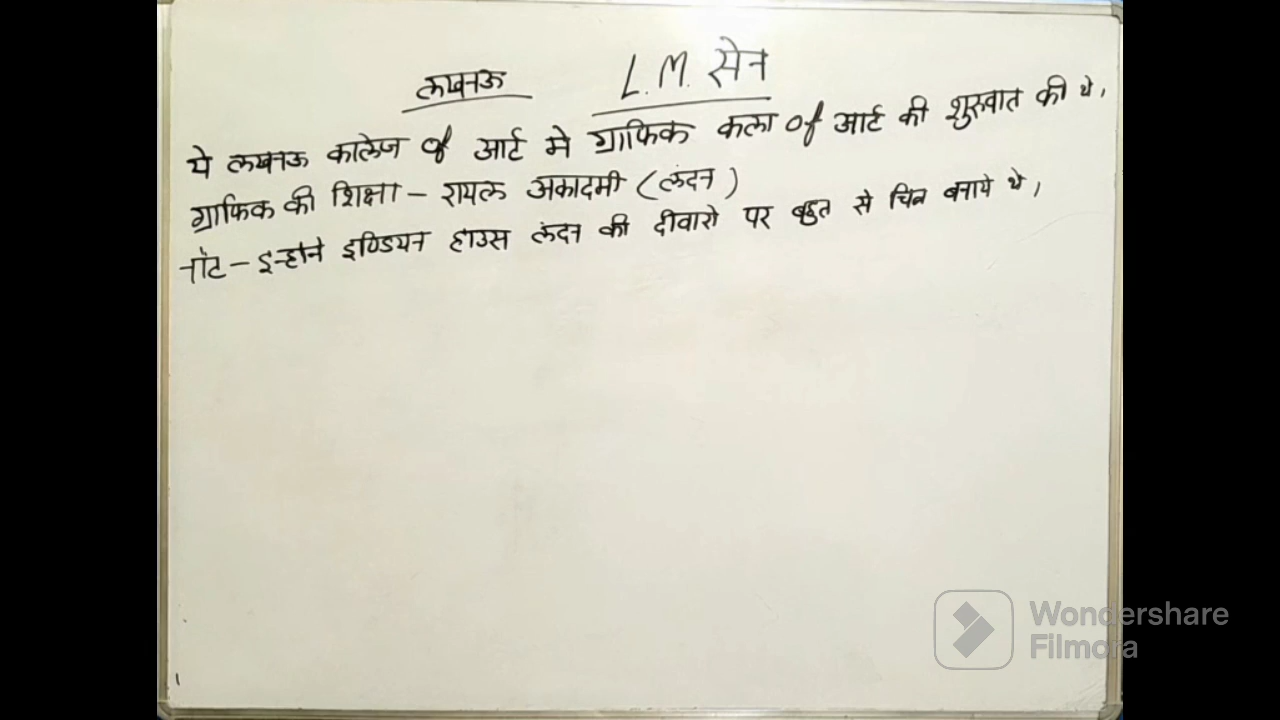 लखनऊ L.M. सेन
ये लखनऊ कालेज of आर्ट मे ग्राफिक कला of आर्ट की शुरुवात की थे,
ग्राफिक की शिक्षा – रायल अकादमी (लंदन)
नोट – इन्होने इण्डियन हाउस लंदन की दीवारो पर बहुत से चित्र बनाये थे,
Wondershare
Filmora